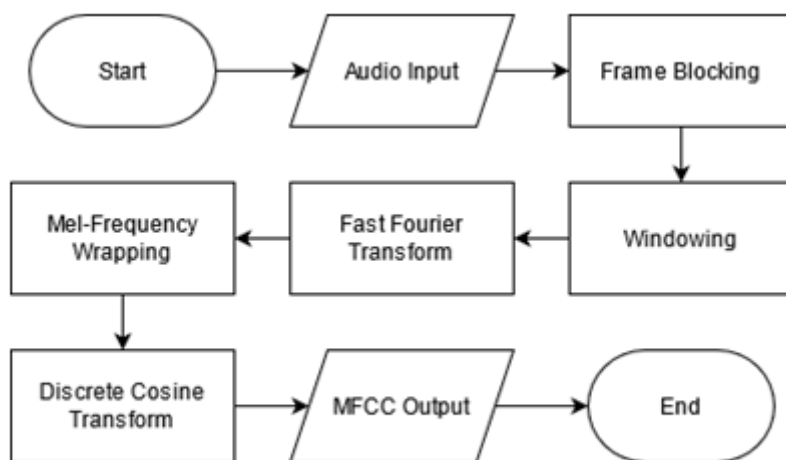 Start
Audio Input
Frame Blocking
Windowing
Fast Fourier
Transform
Mel-Frequency
Wrapping
Discrete Cosine
Transform
MFCC Output
End